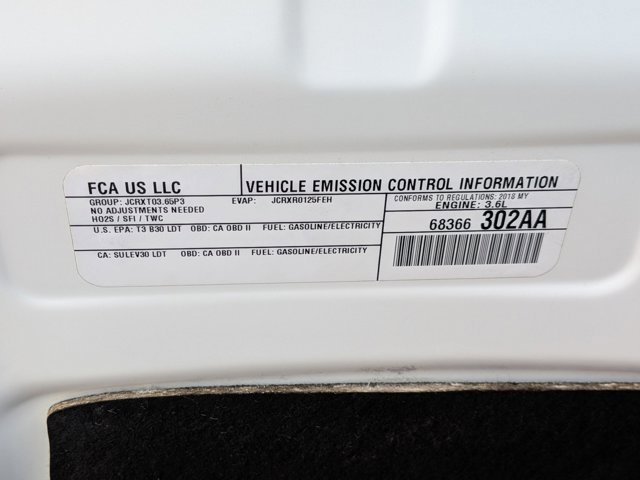 FCA US LLC
VEHICLE EMISSION CONTROL INFORMATION
GROUP: JCRXT03.65P3 EVAP: JCRXR0125FEH
NO ADJUSTMENTS NEEDED
HO2S / SFI / TWC
CONFORMS TO REGULATIONS: 2018 MY
ENGINE: 3.6L
U.S. EPA: T3 B30 LDT OBD: CA OBD II FUEL: GASOLINE/ELECTRICITY
68366 302AA
CA: SULEV30 LDT OBD: CA OBD II FUEL: GASOLINE/ELECTRICITY